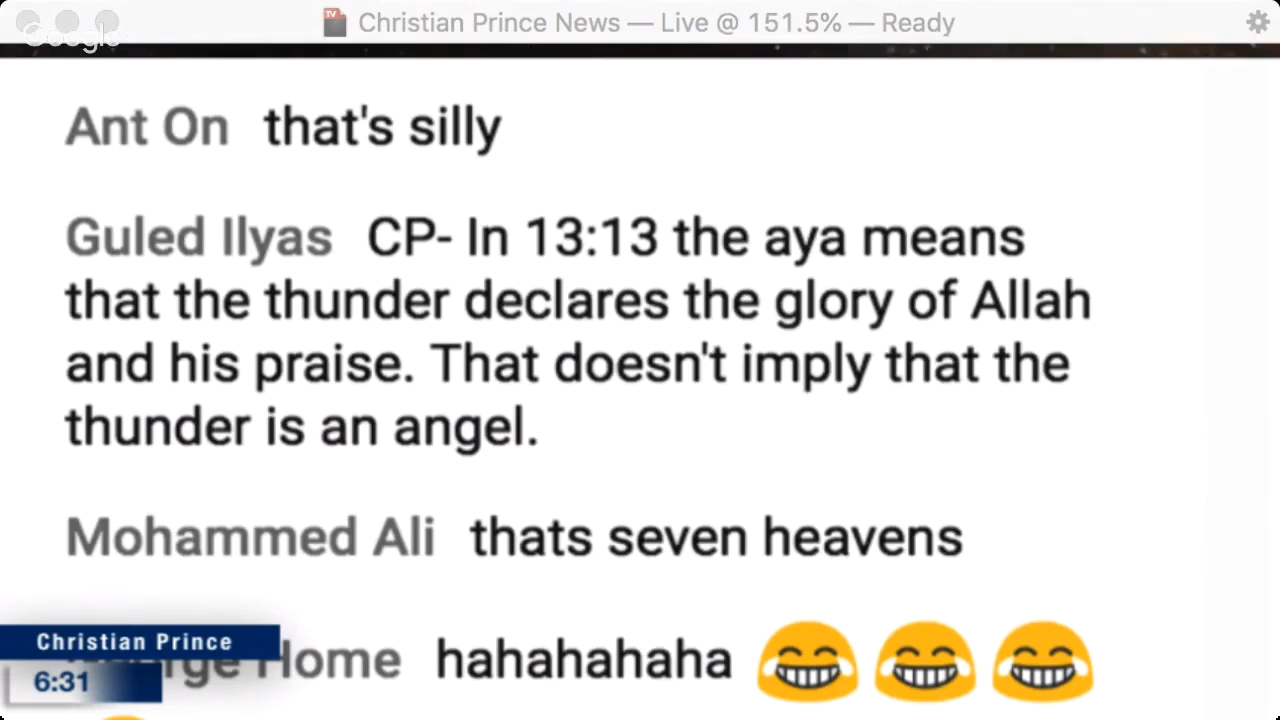 Christian Prince News — Live @ 151.5% — Ready
Google
Ant On that's silly
Guled Ilyas CP- In 13:13 the aya means
that the thunder declares the glory of Allah
and his praise. That doesn't imply that the
thunder is an angel.
Mohammed Ali thats seven heavens
Christian Prince
Home hahahahaha 😂 😂 😂
6:31